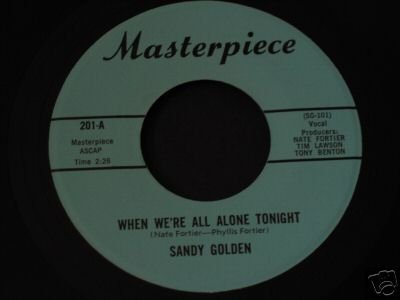 Masterpiece
201-A
Masterpiece
ASCAP
Time 2:26
(SG-101)
Vocal
Producers:
NATE FORTIER
TIM LAWSON
TONY BENTON
WHEN WE'RE ALL ALONE TONIGHT
(Nate Fortier—Phyllis Fortier)
SANDY GOLDEN